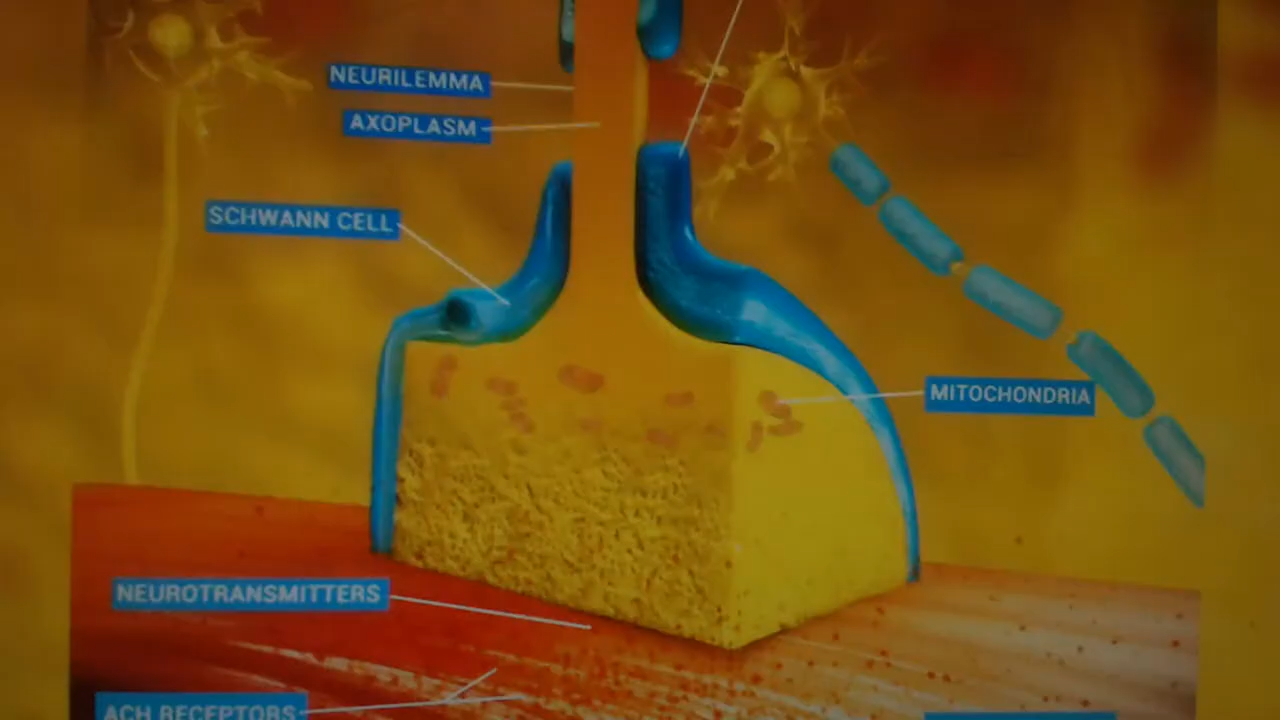 NEURILEMMA
AXOPLASM
SCHWANN CELL
MITOCHONDRIA
NEUROTRANSMITTERS
ACH RECEPTORS